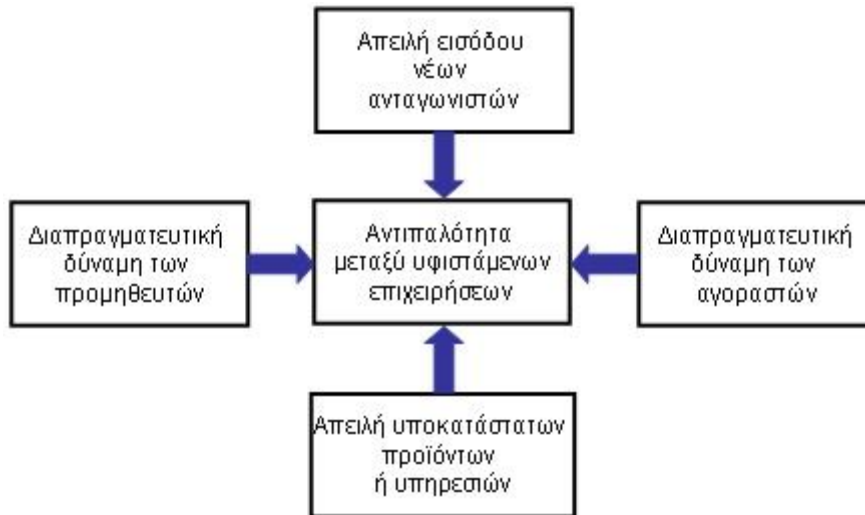 Απειλή εισόδου
νέων
ανταγωνιστών
Διαπραγματευτική
δύναμη των
προμηθευτών
Αντιπαλότητα
μεταξύ υφιστάμενων
επιχειρήσεων
Διαπραγματευτική
δύναμη των
αγοραστών
Απειλή υποκατάστατων
προϊόντων
ή υπηρεσιών